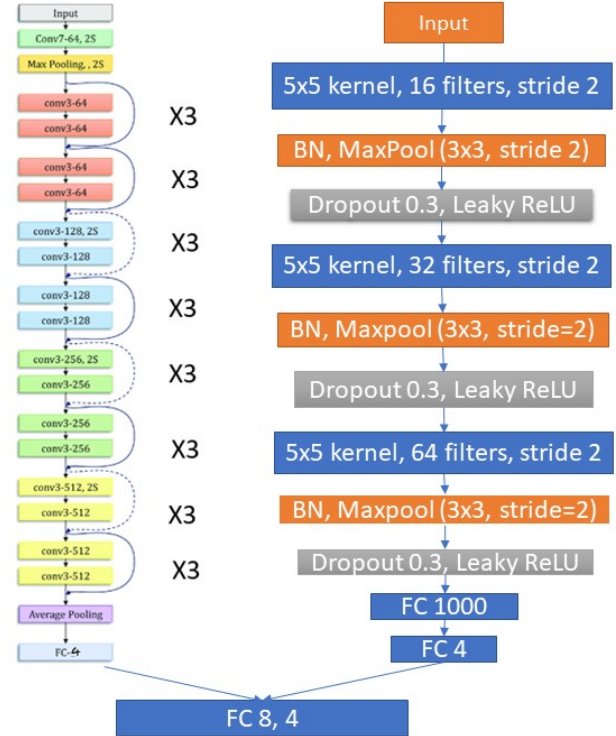 Input
Conv7-64, 2S
Max Pooling, , 2S
conv3-64
conv3-64
X3
conv3-64
conv3-64
X3
conv3-128, 2S
conv3-128
X3
conv3-128
conv3-128
X3
conv3-256, 2S
conv3-256
X3
conv3-256
conv3-256
X3
conv3-512, 2S
conv3-512
X3
conv3-512
conv3-512
X3
Average Pooling
FC-4
Input
5x5 kernel, 16 filters, stride 2
BN, MaxPool (3x3, stride 2)
Dropout 0.3, Leaky ReLU
5x5 kernel, 32 filters, stride 2
BN, Maxpool (3x3, stride=2)
Dropout 0.3, Leaky ReLU
5x5 kernel, 64 filters, stride 2
BN, Maxpool (3x3, stride=2)
Dropout 0.3, Leaky ReLU
FC 1000
FC 4
FC 8, 4